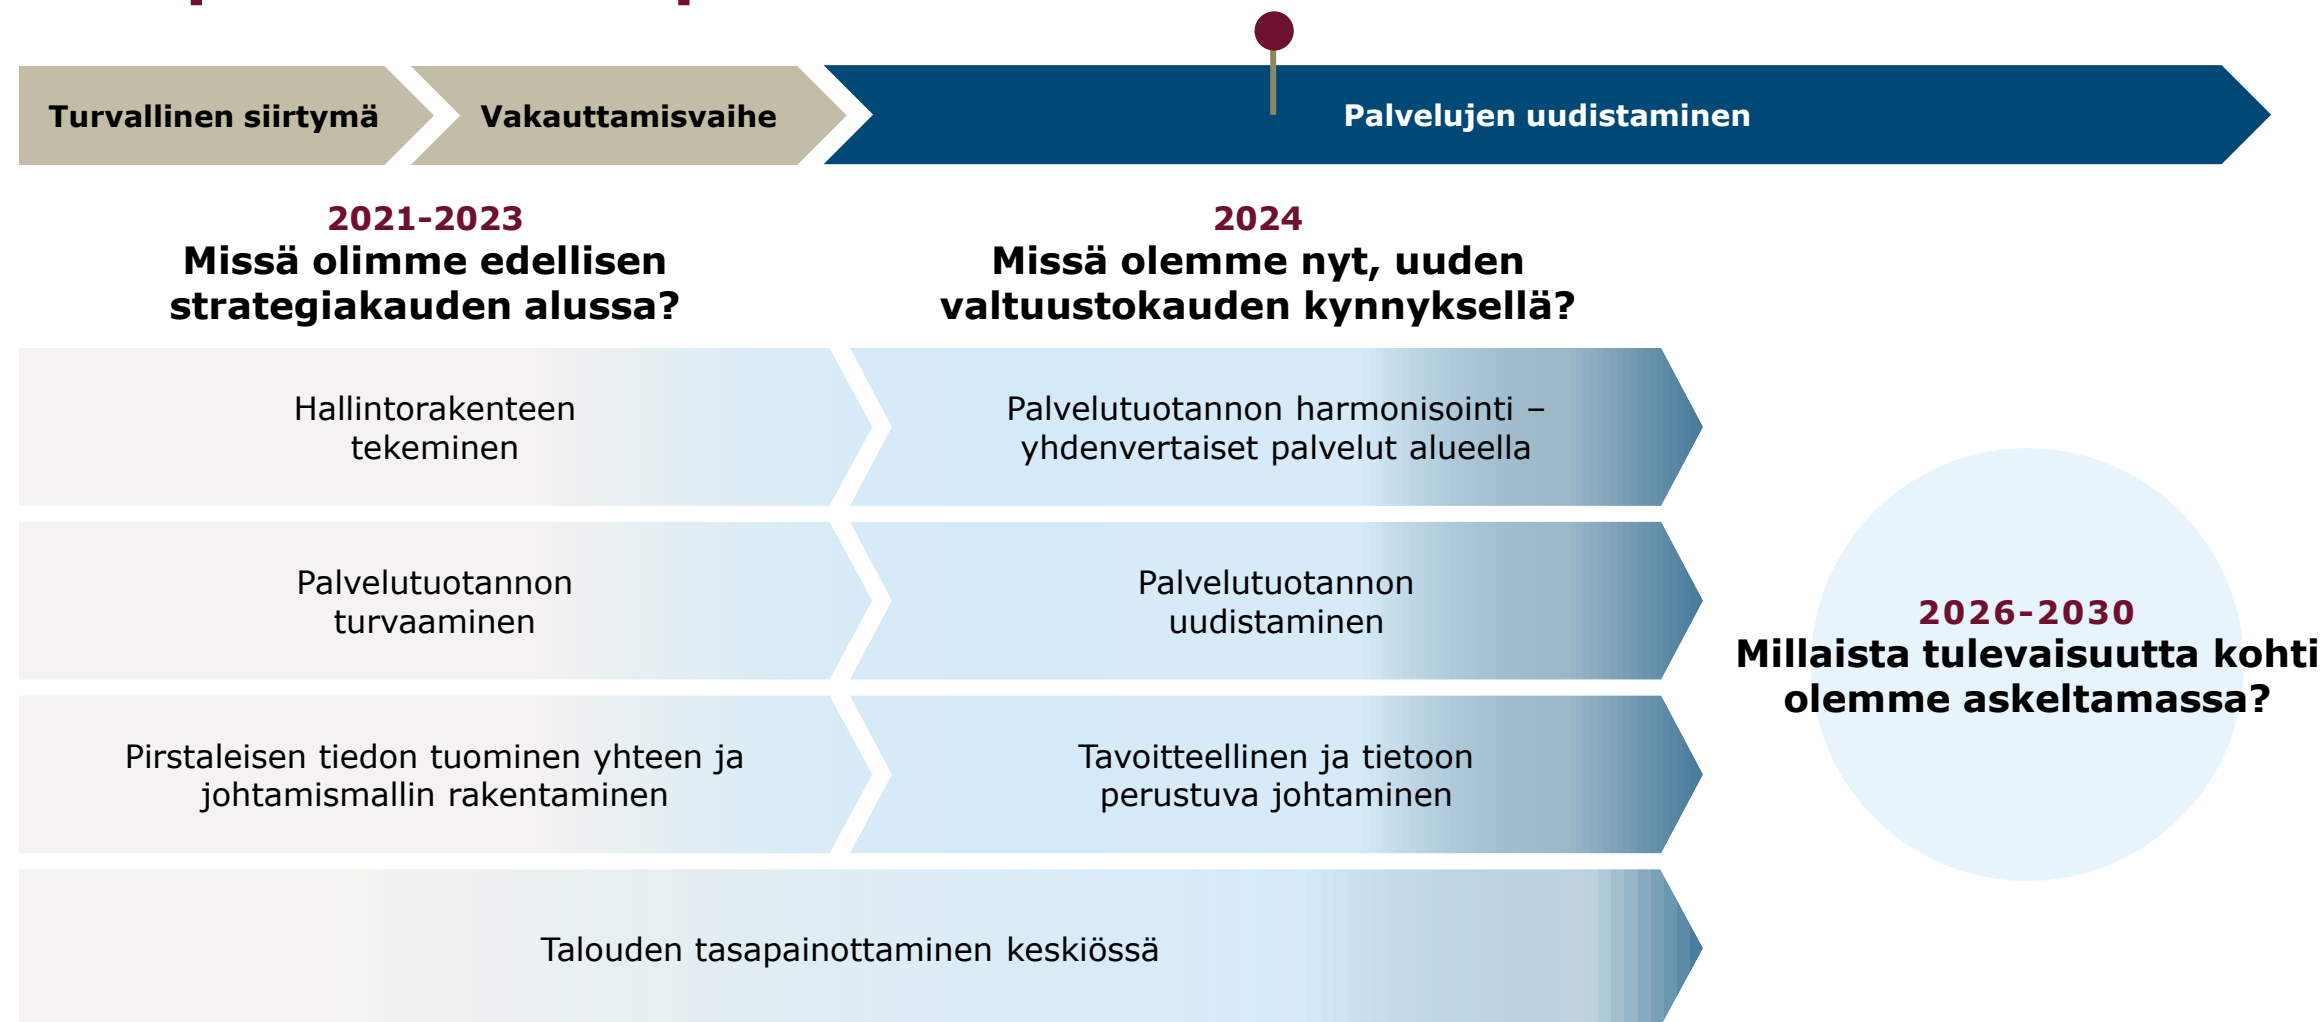 Turvallinen siirtymä
Vakauttamisvaihe
Palvelujen uudistaminen
2021-2023
Missä olimme edellisen
strategiakauden alussa?
2024
Missä olemme nyt, uuden
valtuustokauden kynnyksellä?
Hallintorakenteen
tekeminen
Palvelutuotannon harmonisointi –
yhdenvertaiset palvelut alueella
Palvelutuotannon
turvaaminen
Palvelutuotannon
uudistaminen
Pirstaleisen tiedon tuominen yhteen ja
johtamismallin rakentaminen
Tavoitteellinen ja tietoon
perustuva johtaminen
Talouden tasapainottaminen keskiössä
2026-2030
Millaista tulevaisuutta kohti
olemme askeltamassa?